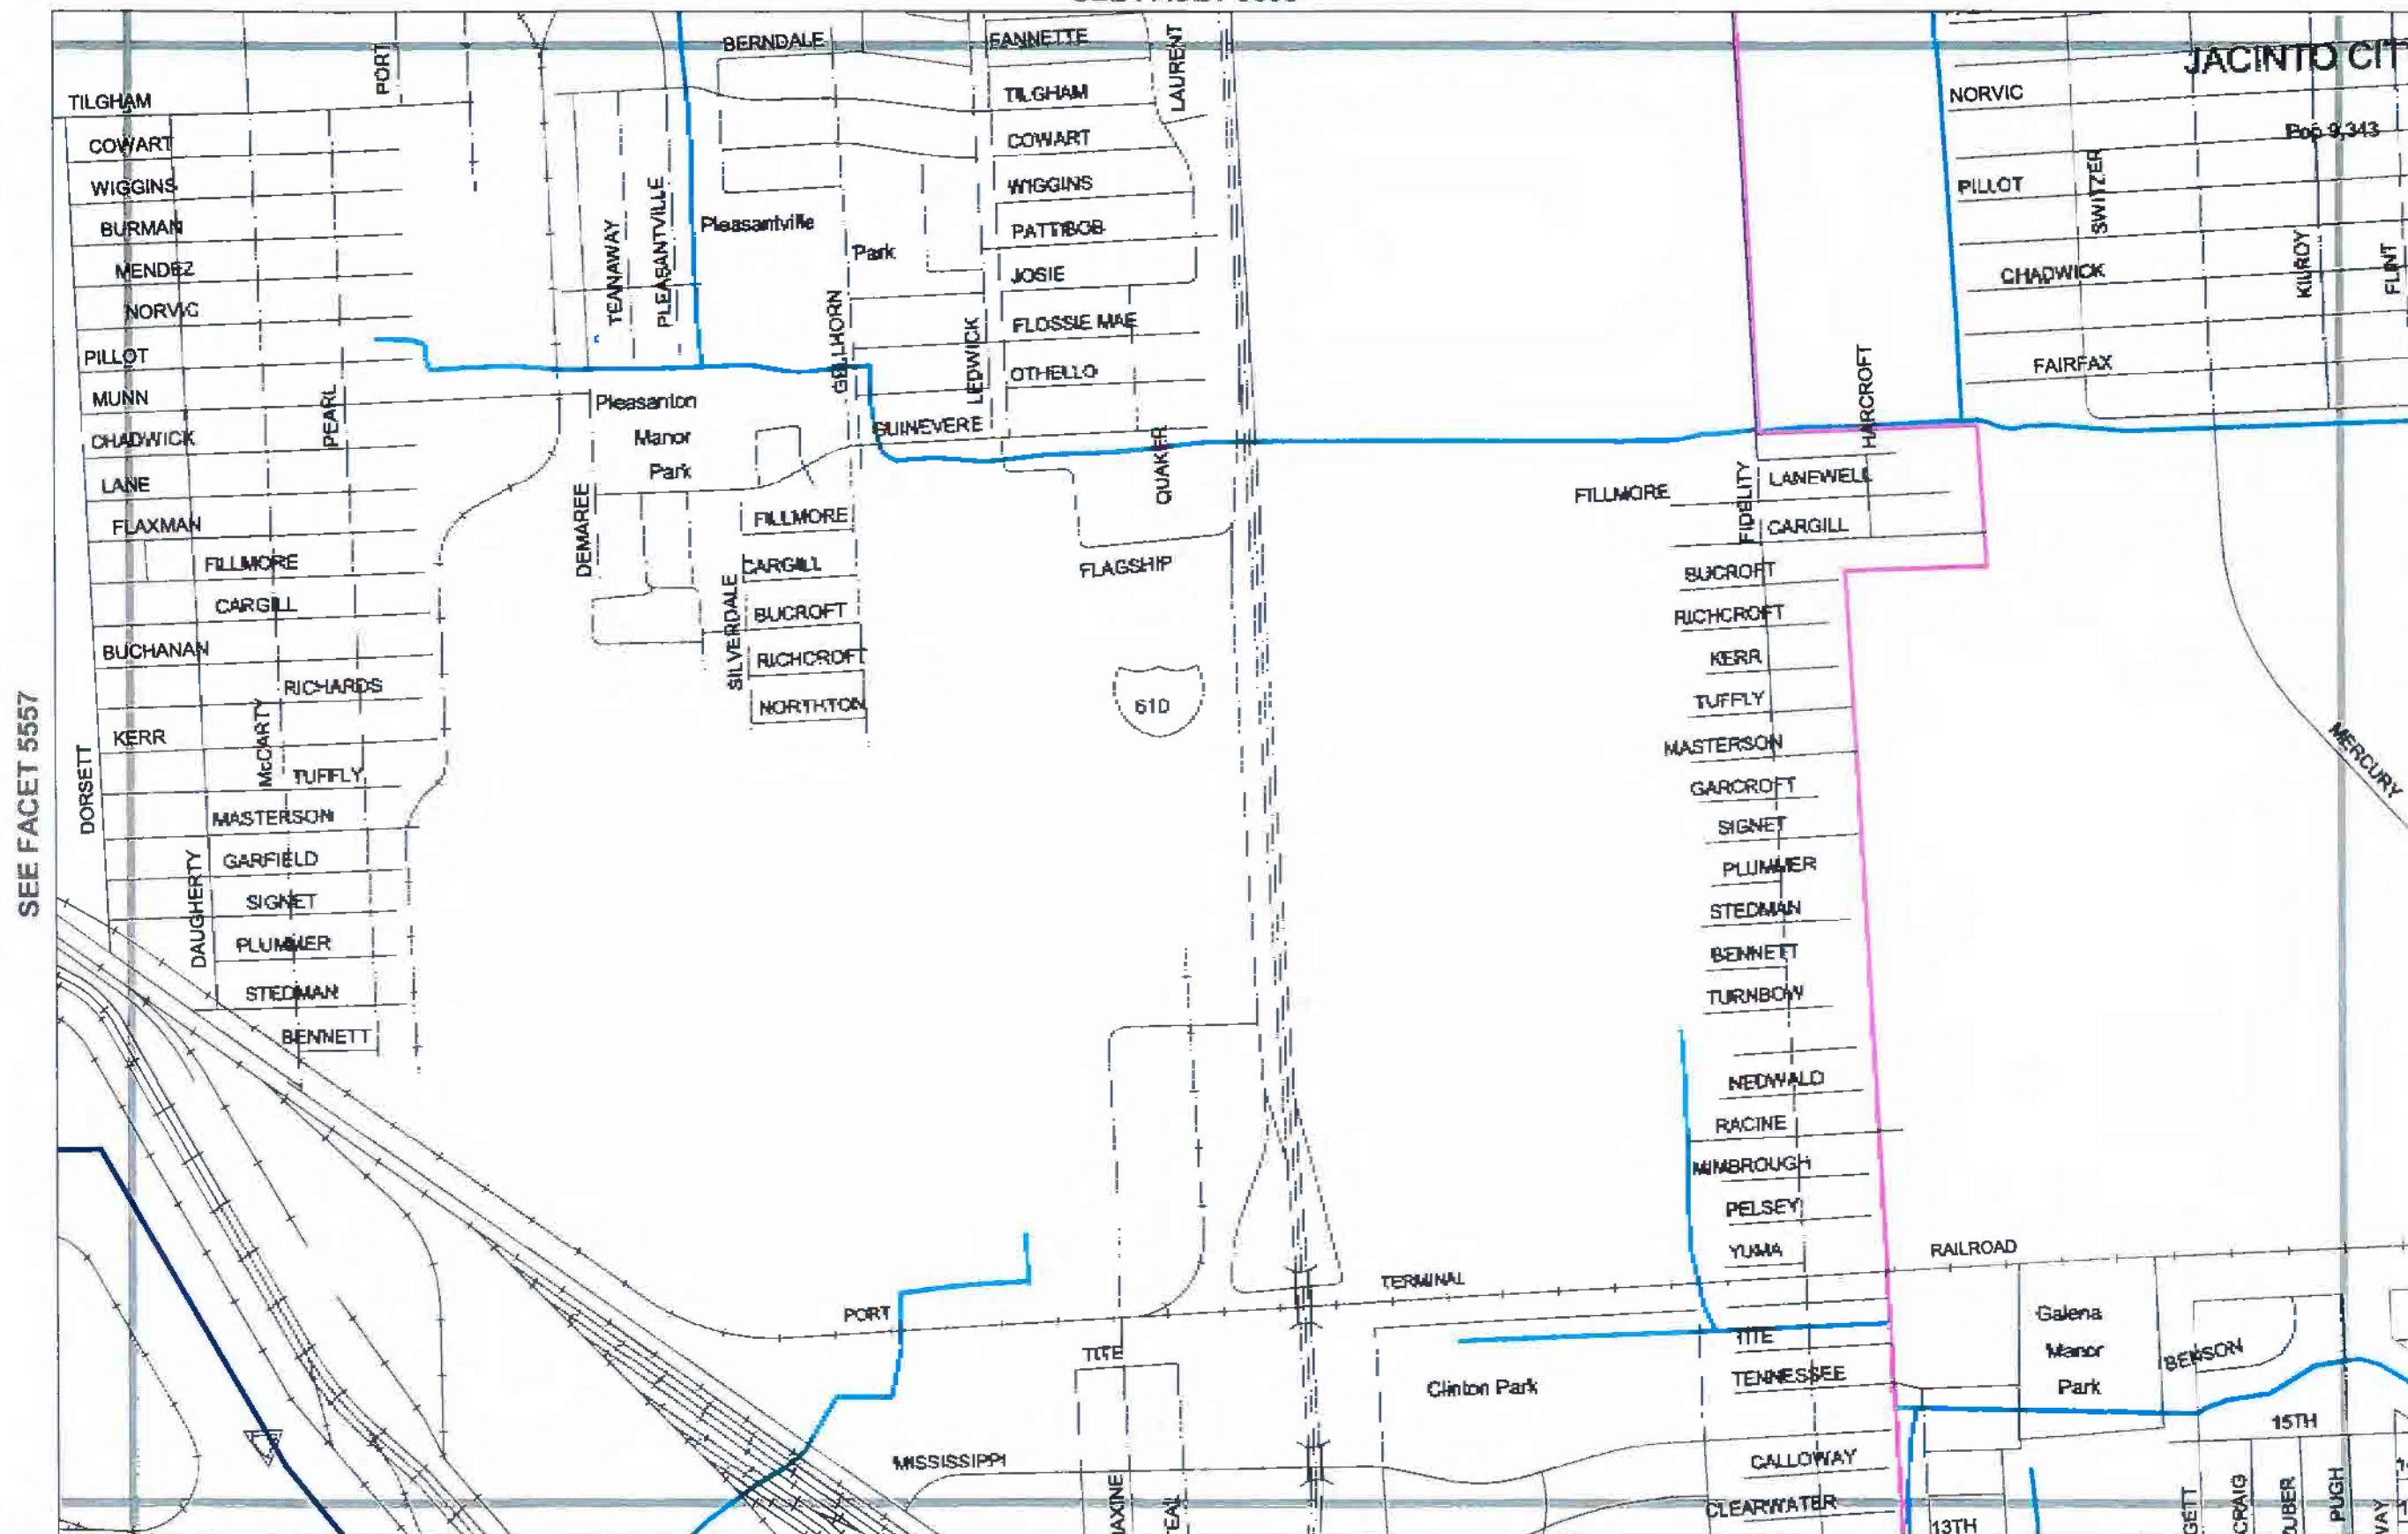 JACINTO CIT
Pop 9,343
BERNDALE
FANNETTE
LAURENT
PORT
TILGHAM
TILGHAM
NORVIC
COWART
COWART
WIGGINS
WIGGINS
PILLOT
SWITZER
BURMAN
Pleasantville
Park
PATTIBOB
MENDEZ
TEANAWAY
PLEASANTVILLE
JOSIE
CHADWICK
KILROY
FLINT
NORVIC
GELLHORN
LEDWICK
FLOSSIE MAE
PILLOT
OTHELLO
HARCROFT
FAIRFAX
MUNN
PEARL
Pleasanton
Manor
Park
GUINEVERE
QUAKER
CHADWICK
LANE
FILLMORE
FIDELITY
LANEWELL
FLAXMAN
DEMAREE
FILLMORE
CARGILL
FILLMORE
CARGILL
FLAGSHIP
BUCROFT
CARGILL
SILVERDALE
BUCROFT
RICHCROFT
BUCHANAN
RICHCROFT
KERR
RICHARDS
NORTHTON
610
TUFFLY
SEE FACET 5557
DORSETT
KERR
McCARTY
MASTERSON
MERCURY
TUFFLY
GARCROFT
MASTERSON
SIGNET
DAUGHERTY
GARFIELD
PLUMMER
SIGNET
STEDMAN
PLUMMER
BENNETT
STEDMAN
TURNBOW
BENNETT
NEDWALD
RACINE
MIMBROUGH
PELSEY
YUMA
RAILROAD
TERMINAL
PORT
TITE
TITE
Galena
Manor
Park
BENSON
Clinton Park
TENNESSEE
15TH
MISSISSIPPI
CALLOWAY
CLEARWATER
13TH
AXINE
EAL
GETT
CRAIG
UBER
PUGH
WAY